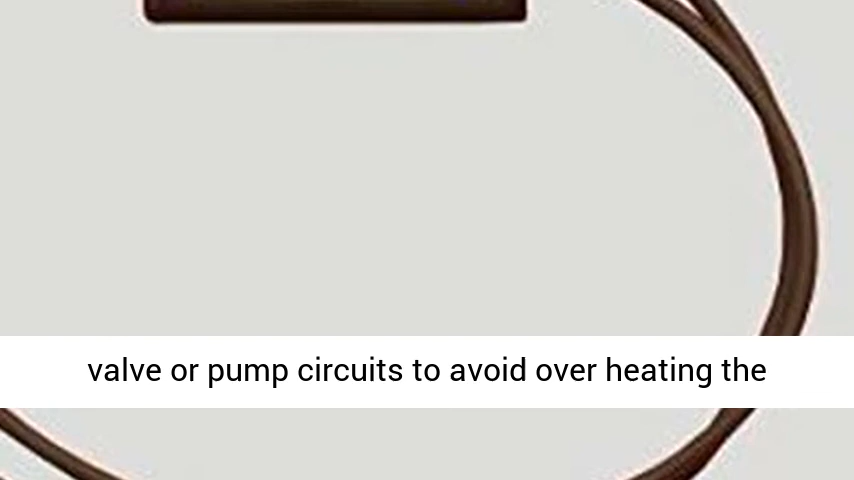 valve or pump circuits to avoid over heating the